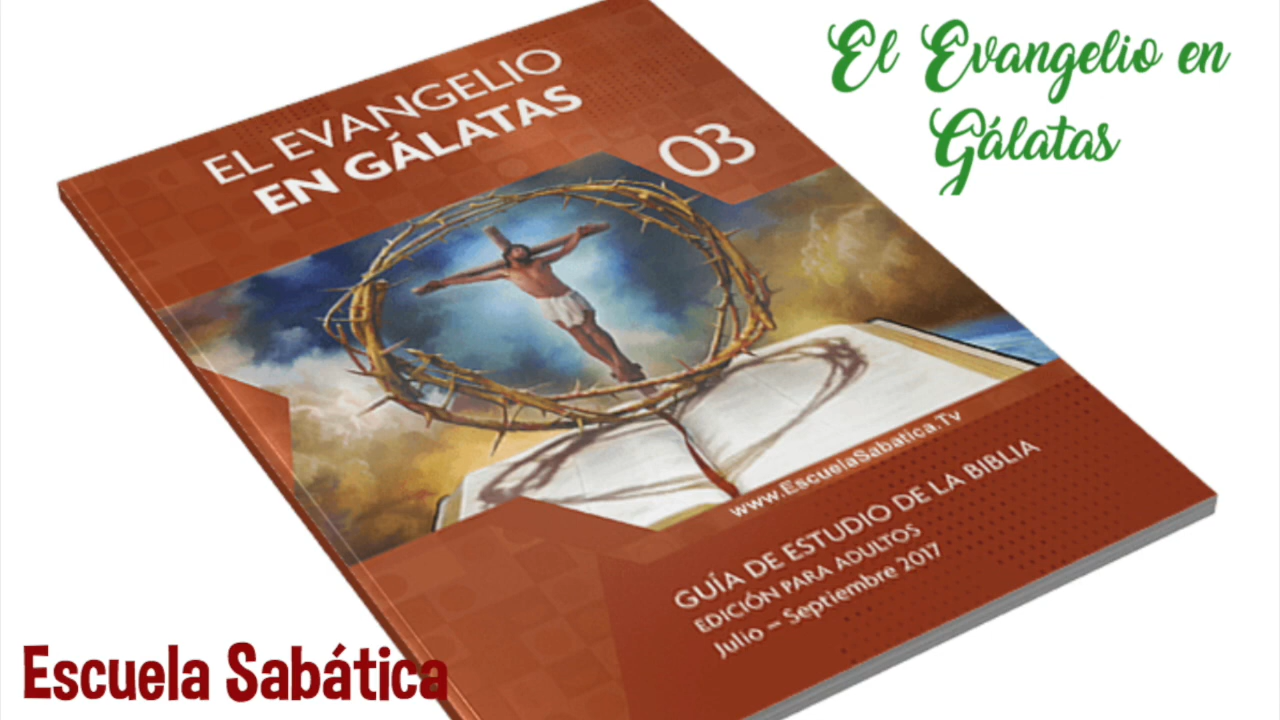 El Evangelio en
Gálatas
EL EVANGELIO
EN GÁLATAS
03
www.EscuelaSabatica.Tv
GUÍA DE ESTUDIO DE LA BIBLIA
EDICIÓN PARA ADULTOS
Julio – Septiembre 2017
Escuela Sabática